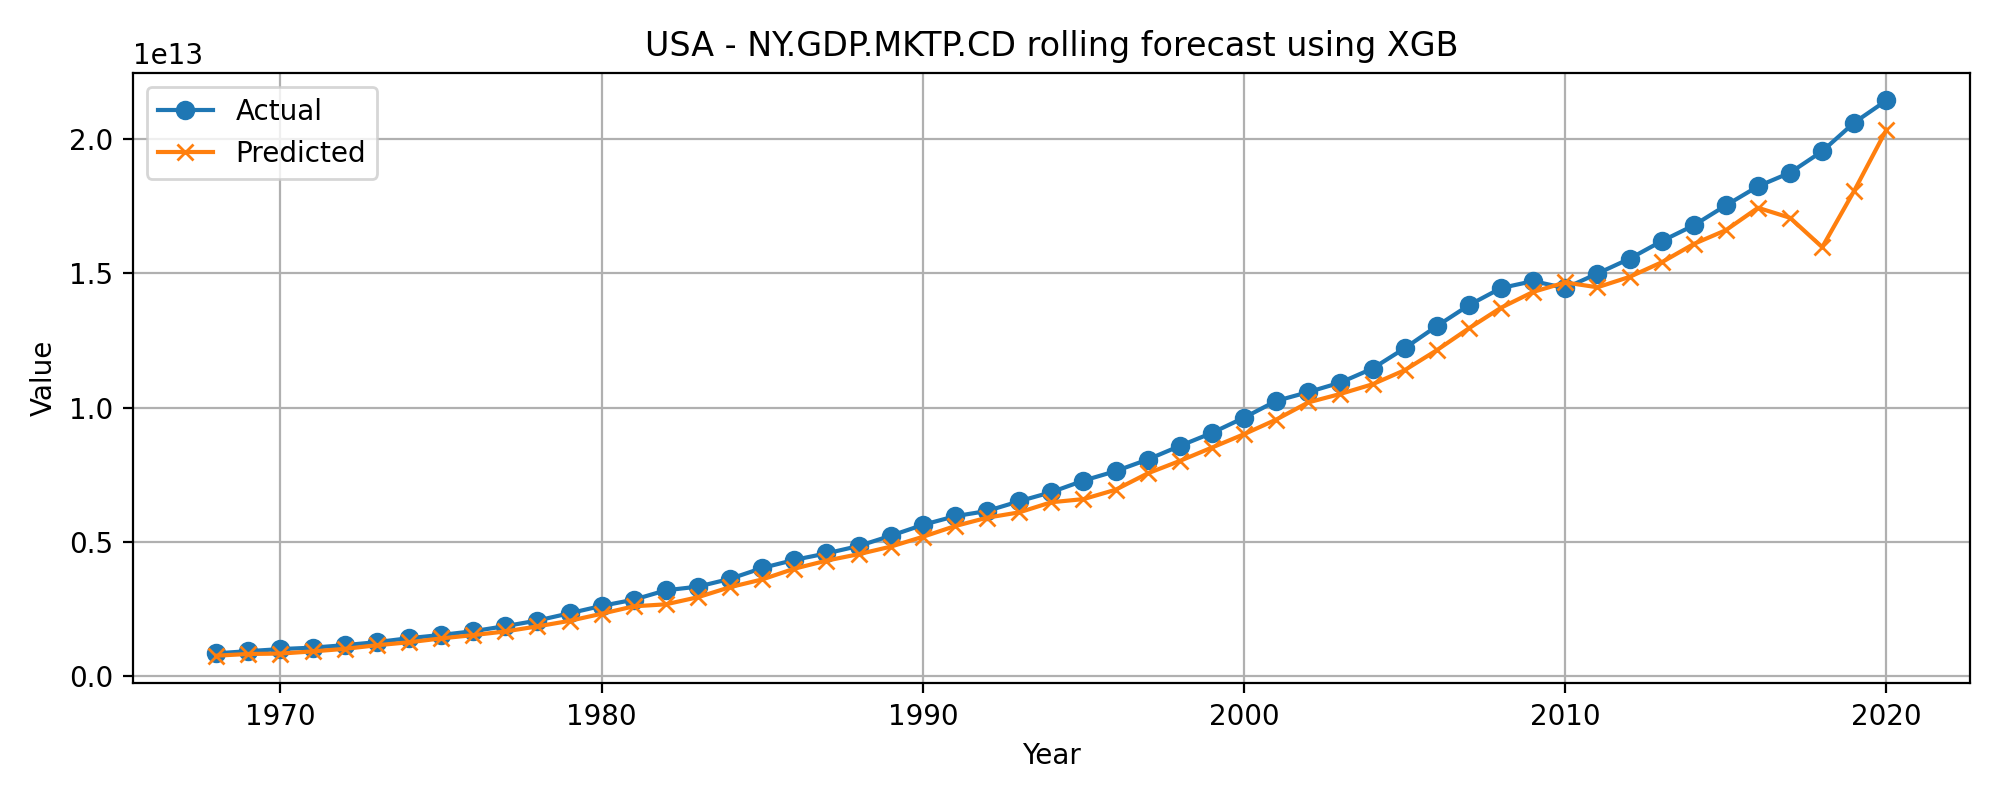 USA - NY.GDP.MKTP.CD rolling forecast using XGB
1e13
Actual
Predicted
2.0
1.5
1.0
0.5
0.0
Value
1970 1980 1990 2000 2010 2020
Year